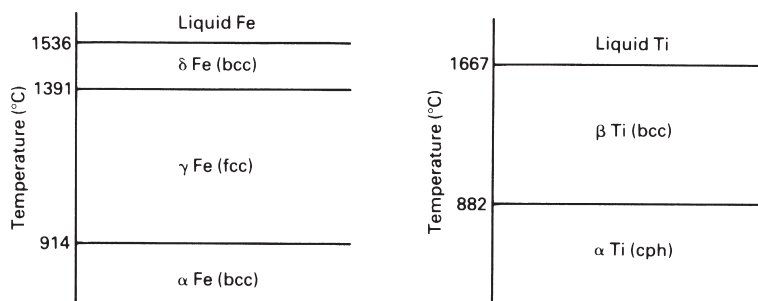 Liquid Fe
1536
δ Fe (bcc)
1391
γ Fe (fcc)
914
α Fe (bcc)
Temperature (°C)
Liquid Ti
1667
β Ti (bcc)
882
α Ti (cph)
Temperature (°C)